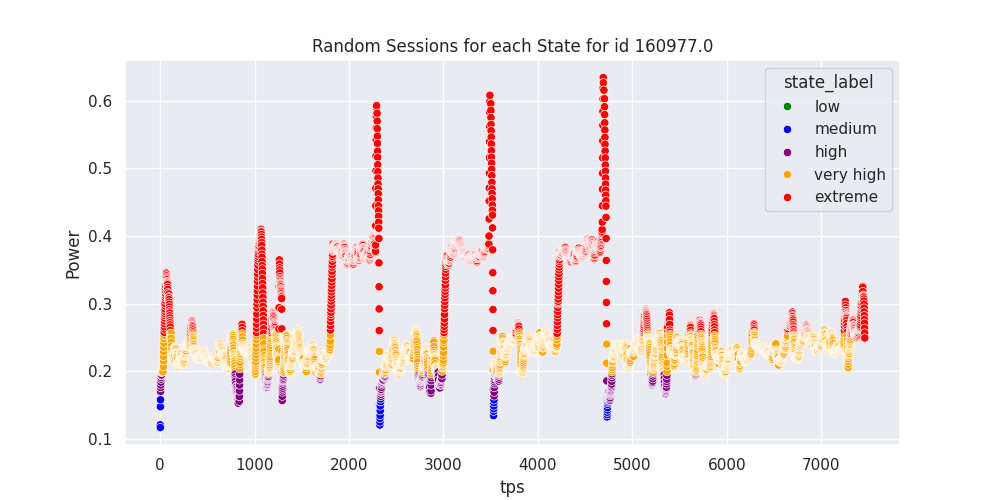 Random Sessions for each State for id 160977.0
state_label
low
medium
high
very high
extreme
Power
0.6
0.5
0.4
0.3
0.2
0.1
0 1000 2000 3000 4000 5000 6000 7000
tps